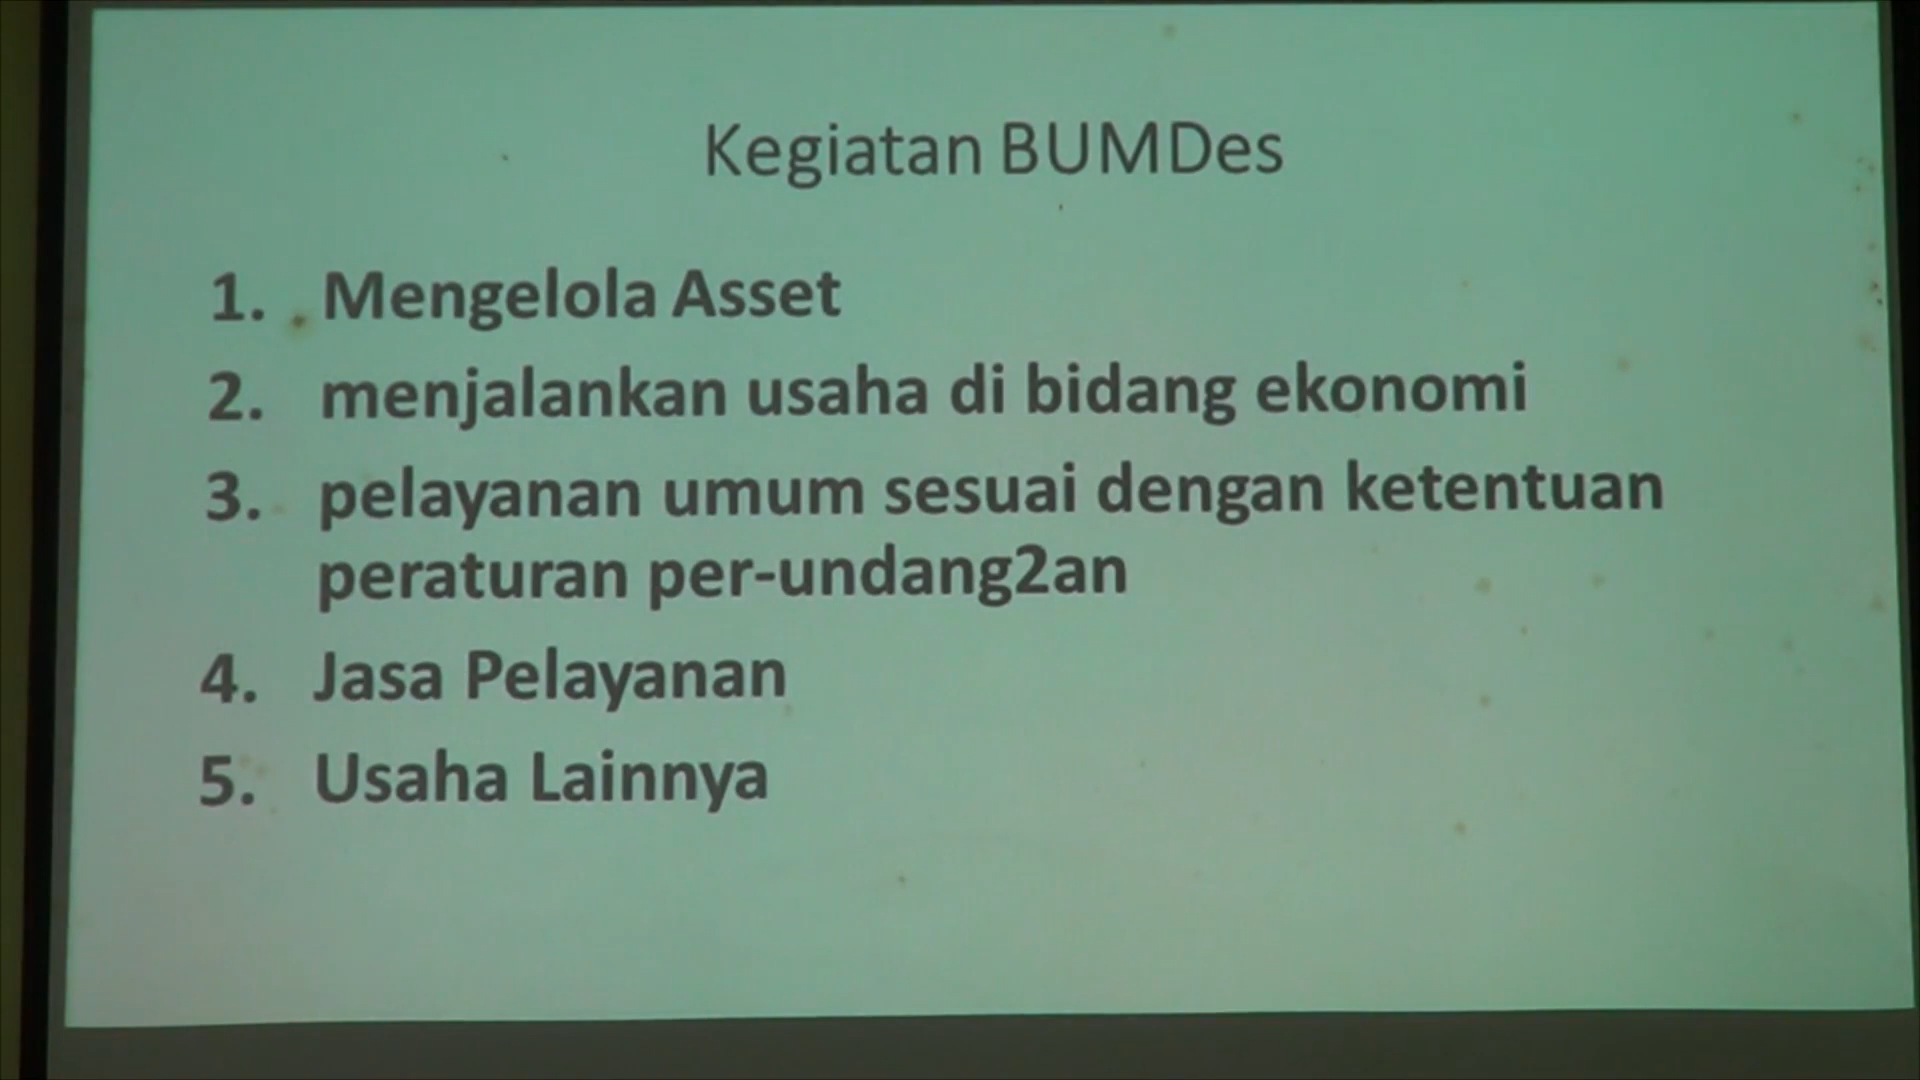 Kegiatan BUMDes
1. Mengelola Asset
2. menjalankan usaha di bidang ekonomi
3. pelayanan umum sesuai dengan ketentuan
peraturan per-undang2an
4. Jasa Pelayanan
5. Usaha Lainnya